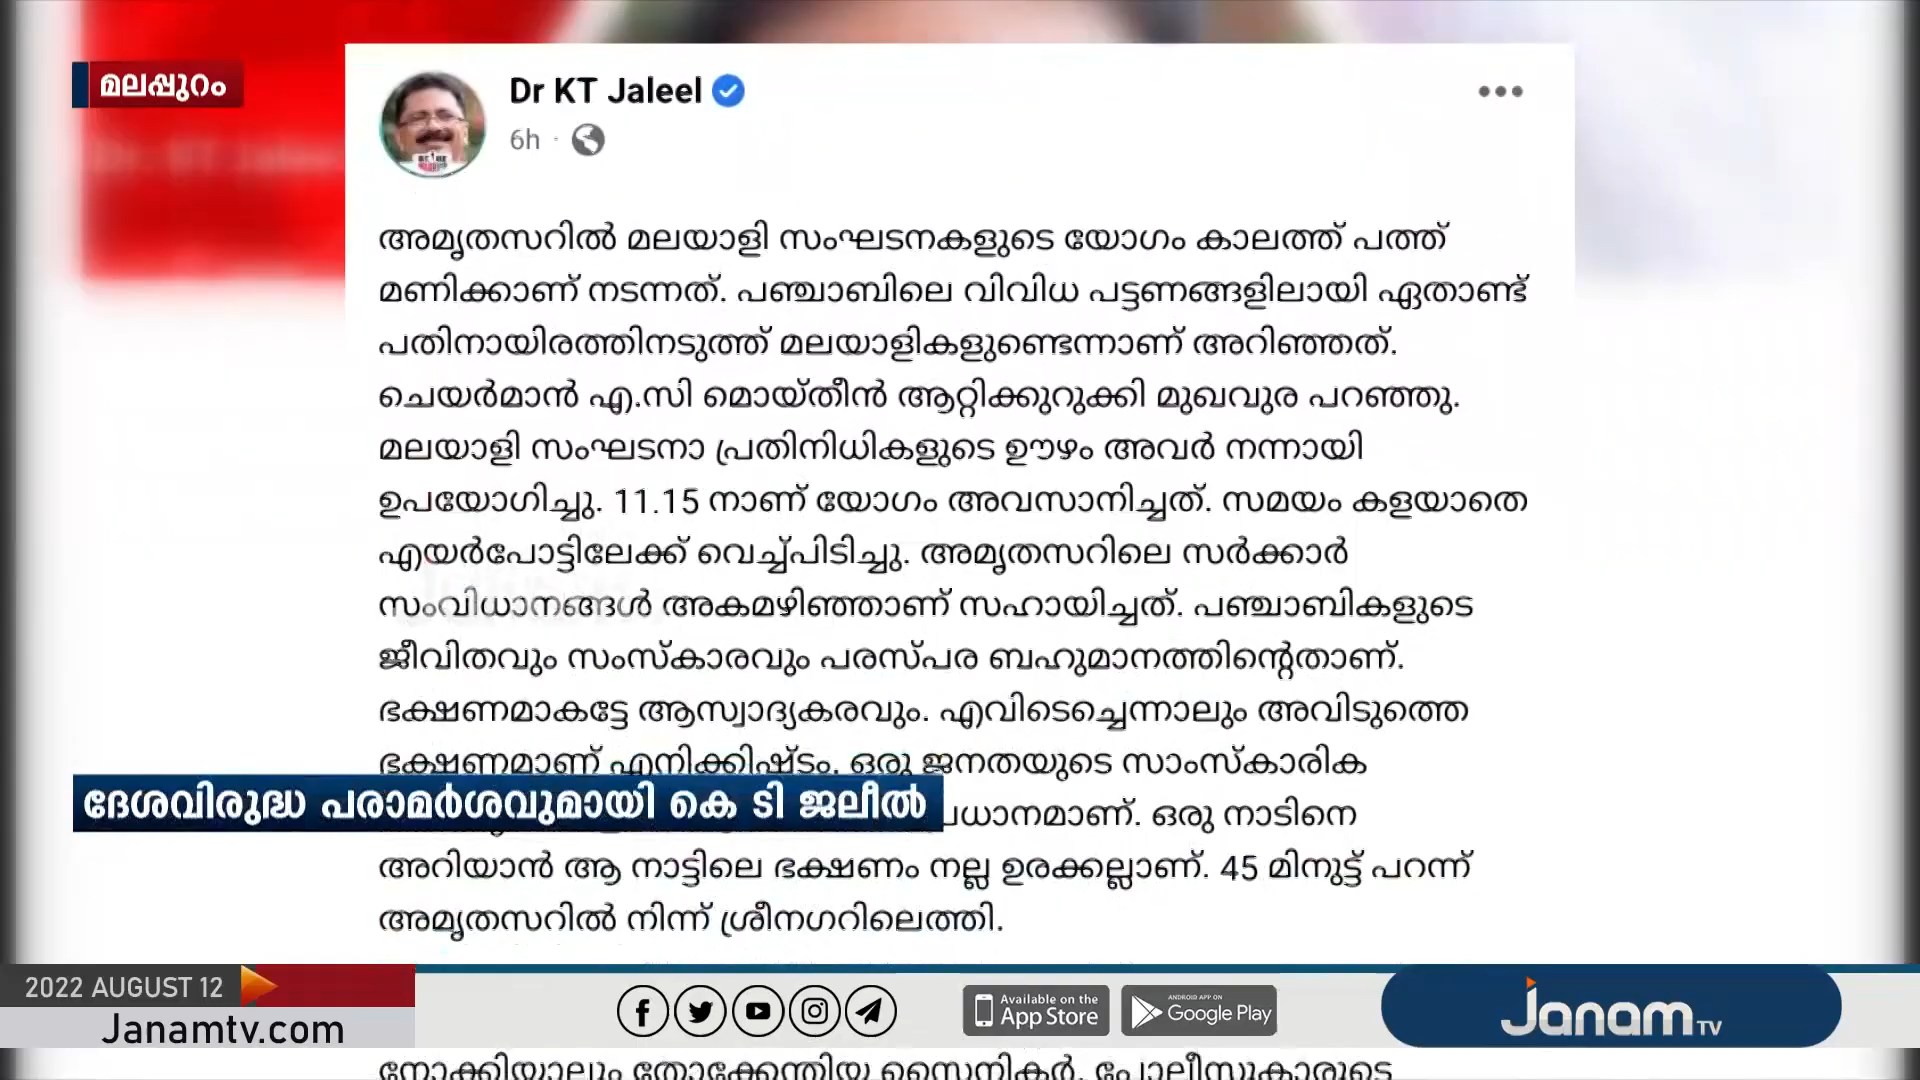 മലപ്പുറം
Dr KT Jaleel
6h ·
അമൃതസറിൽ മലയാളി സംഘടനകളുടെ യോഗം കാലത്ത് പത്ത്
മണിക്കാണ് നടന്നത്. പഞ്ചാബിലെ വിവിധ പട്ടണങ്ങളിലായി ഏതാണ്ട്
പതിനായിരത്തിനടുത്ത് മലയാളികളുണ്ടെന്നാണ് അറിഞ്ഞത്.
ചെയർമാൻ എ.സി മൊയ്തീൻ ആറ്റിക്കുറുക്കി മുഖവുര പറഞ്ഞു.
മലയാളി സംഘടനാ പ്രതിനിധികളുടെ ഊഴം അവർ നന്നായി
ഉപയോഗിച്ചു. 11.15 നാണ് യോഗം അവസാനിച്ചത്. സമയം കളയാതെ
എയർപോട്ടിലേക്ക് വെച്ച്പിടിച്ചു. അമൃതസറിലെ സർക്കാർ
സംവിധാനങ്ങൾ അകമഴിഞ്ഞാണ് സഹായിച്ചത്. പഞ്ചാബികളുടെ
ജീവിതവും സംസ്കാരവും പരസ്പര ബഹുമാനത്തിന്റെതാണ്.
ഭക്ഷണമാകട്ടേ ആസ്വാദ്യകരവും. എവിടെച്ചെന്നാലും അവിടുത്തെ
ഭക്ഷണമാണ് എനിക്കിഷ്ടം. ഒരു ജനതയുടെ സാംസ്കാരിക
ദേശവിരുദ്ധ പരാമർശവുമായി കെ ടി ജലീൽ
ഒരു നാടിനെ
അറിയാൻ ആ നാട്ടിലെ ഭക്ഷണം നല്ല ഉരക്കല്ലാണ്. 45 മിനുട്ട് പറന്ന്
അമൃതസറിൽ നിന്ന് ശ്രീനഗറിലെത്തി.
2022 AUGUST 12
Janamtv.com
Available on the
App Store
ANDROID APP ON
Google Play
Janam TV
നോക്കിയാലും തോക്കേന്തിയ സൈനികർ. പോലീസുകാരുടെ